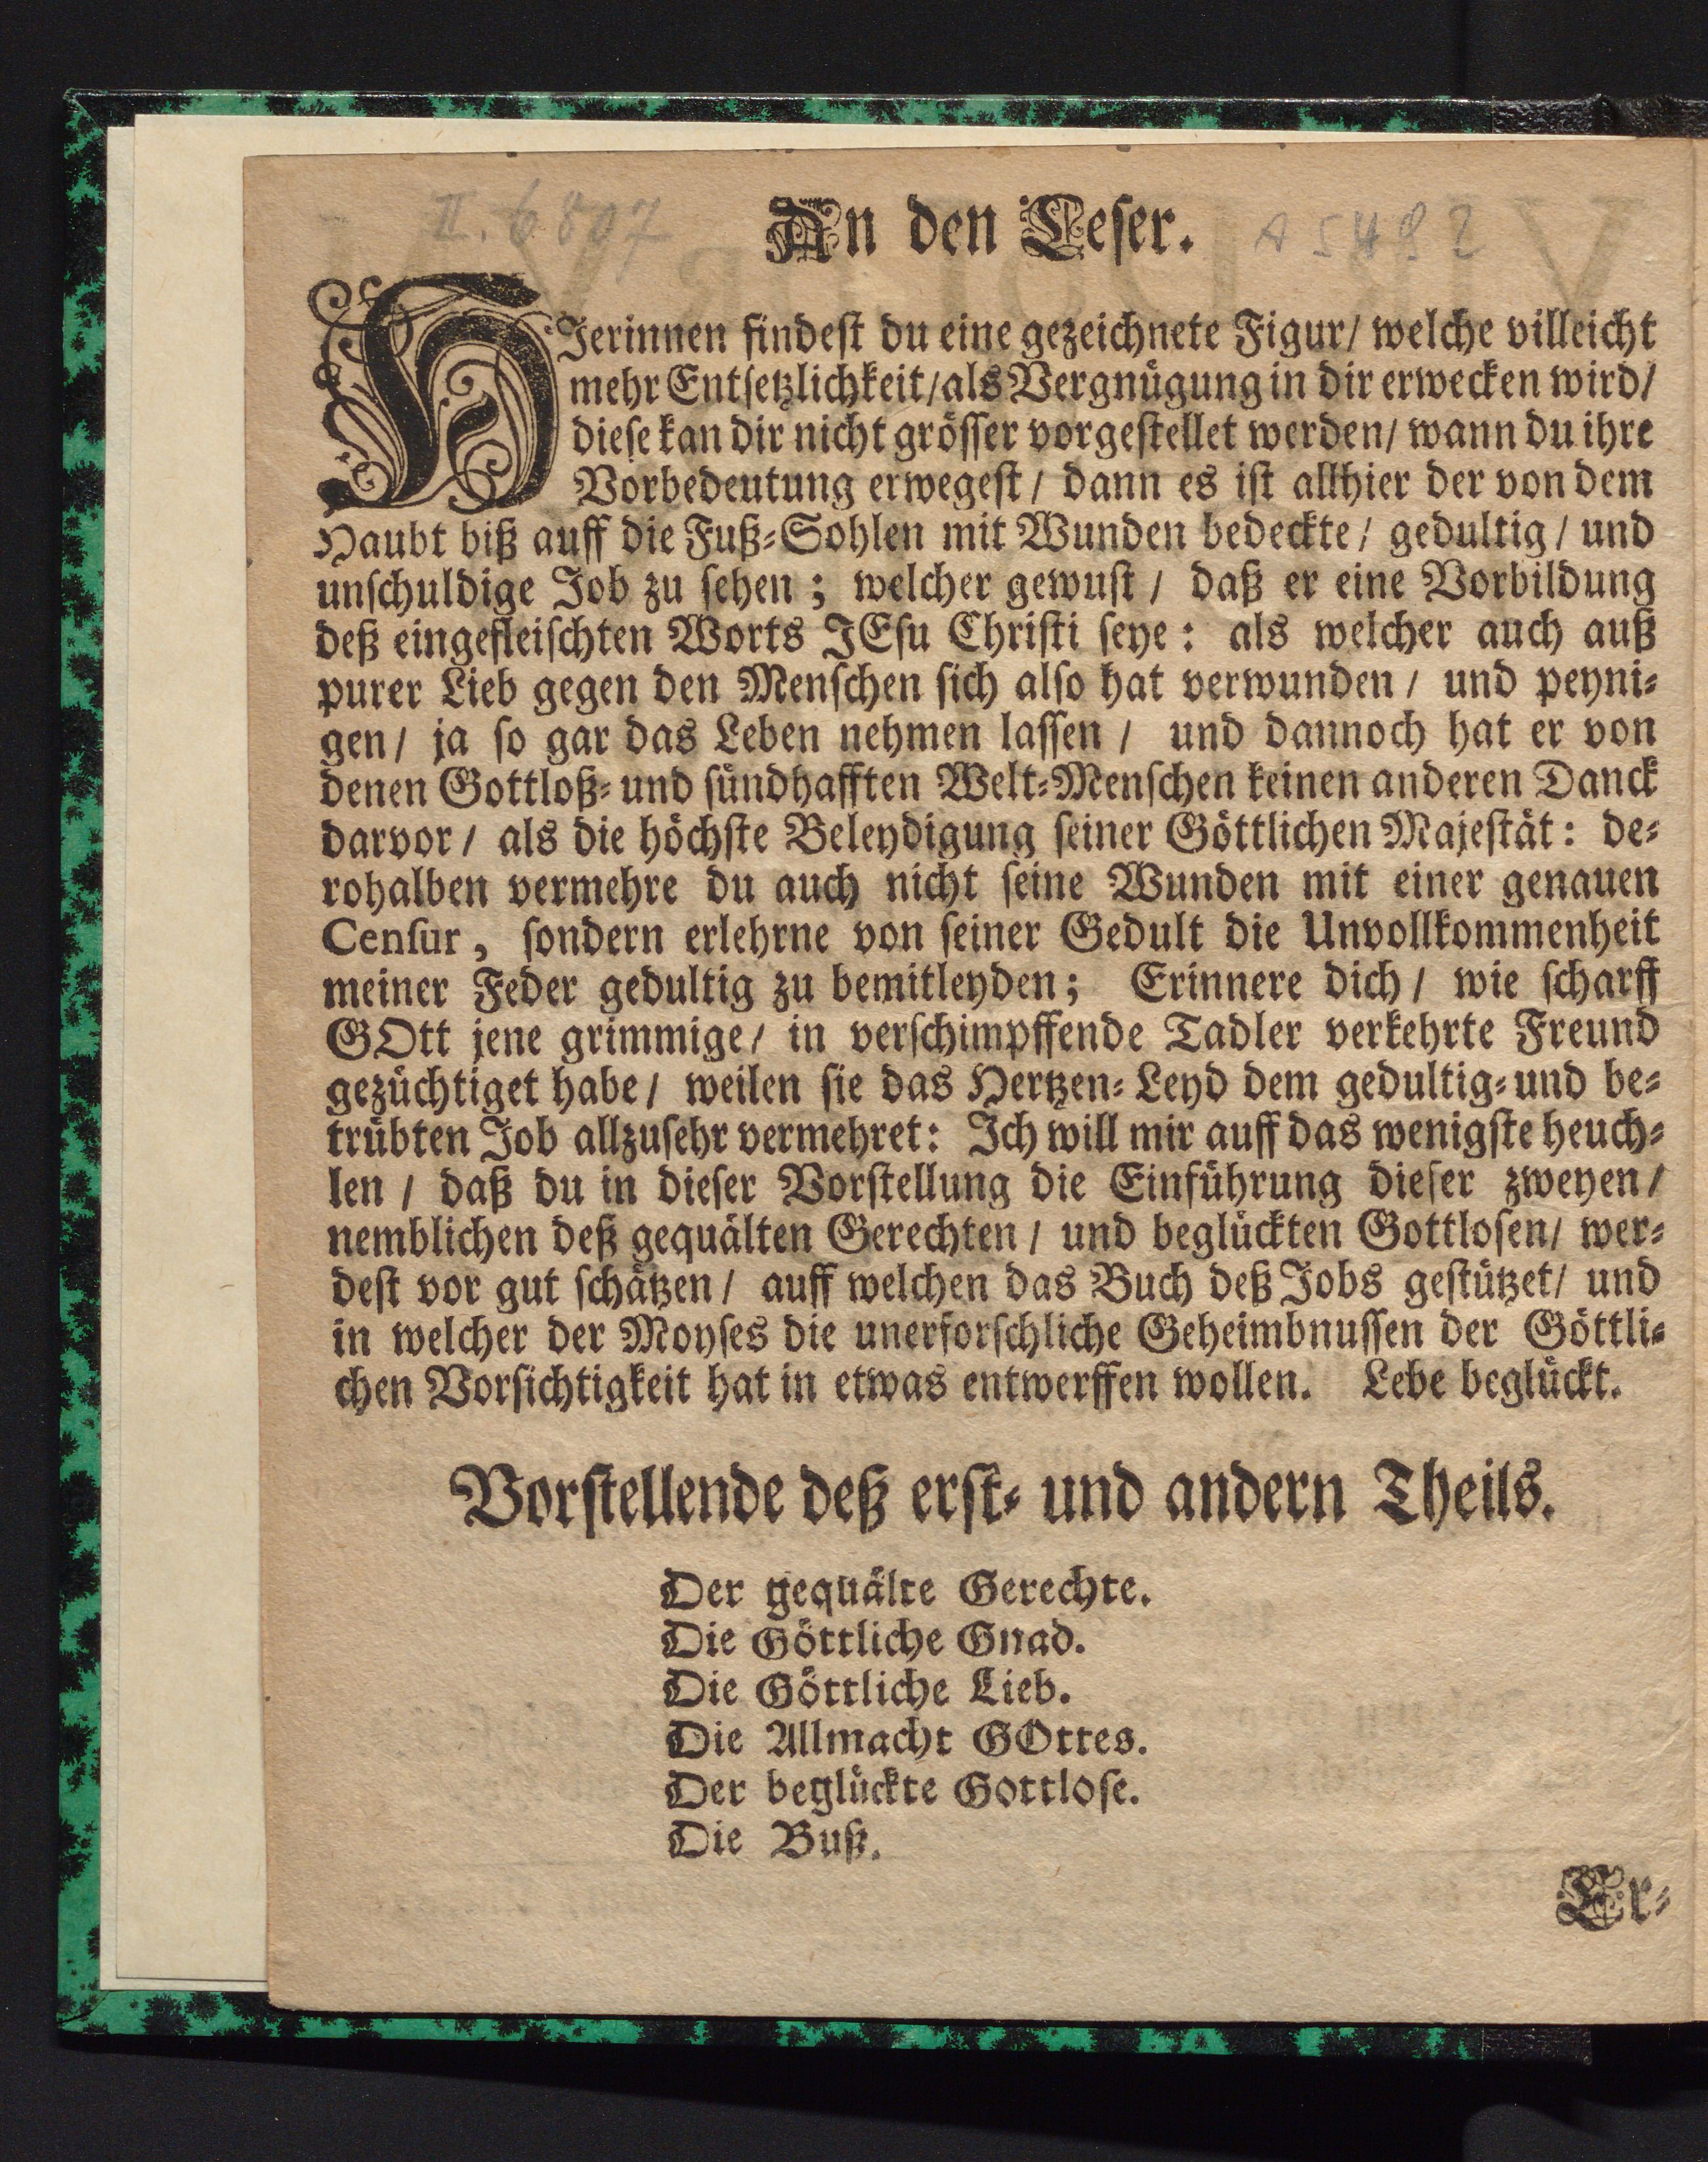 II. 6897
An den Leser.
A 5482
HIerinnen findest du eine gezeichnete Figur/ welche villeicht
mehr Entsetzlichkeit/als Vergnügung in dir erwecken wird/
diese kan dir nicht grösser vorgestellet werden/ wann du ihre
Vorbedeutung erwegest/ dann es ist allhier der von dem
Haubt biß auff die Fuß-Sohlen mit Wunden bedeckte/ gedultig/ und
unschuldige Job zu sehen; welcher gewust/ daß er eine Vorbildung
deß eingefleischten Worts JEsu Christi seye: als welcher auch auß
purer Lieb gegen den Menschen sich also hat verwunden/ und peyni-
gen/ ja so gar das Leben nehmen lassen/ und dannoch hat er von
denen Gottloß- und sündhafften Welt-Menschen keinen anderen Danck
darvor/ als die höchste Beleydigung seiner Göttlichen Majestät: de-
rohalben vermehre du auch nicht seine Wunden mit einer genauen
Censur, sondern erlehrne von seiner Gedult die Unvollkommenheit
meiner Feder gedultig zu bemitleyden; Erinnere dich/ wie scharff
GOtt jene grimmige/ in verschimpffende Tadler verkehrte Freund
gezüchtiget habe/ weilen sie das Hertzen-Leyd dem gedultig- und be-
trübten Job allzusehr vermehret: Ich will mir auff das wenigste heuch-
len/ daß du in dieser Vorstellung die Einführung dieser zweyen/
nemblichen deß gequälten Gerechten/ und beglückten Gottlosen/ wer-
dest vor gut schätzen/ auff welchen das Buch deß Jobs gestützet/ und
in welcher der Moyses die unerforschliche Geheimbnussen der Göttli-
chen Vorsichtigkeit hat in etwas entwerffen wollen. Lebe beglückt.
Vorstellende deß erst- und andern Theils.
Der gequälte Gerechte.
Die Göttliche Gnad.
Die Göttliche Lieb.
Die Allmacht GOttes.
Der beglückte Gottlose.
Die Buß.
Er-